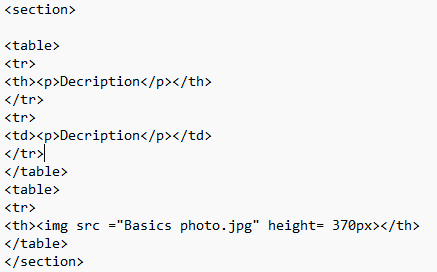 <section>
<table>
<tr>
<th><p>Decription</p></th>
</tr>
<tr>
<td><p>Decription</p></td>
</tr>
</table>
<table>
<tr>
<th><img src ="Basics photo.jpg" height= 370px></th>
</table>
</section>